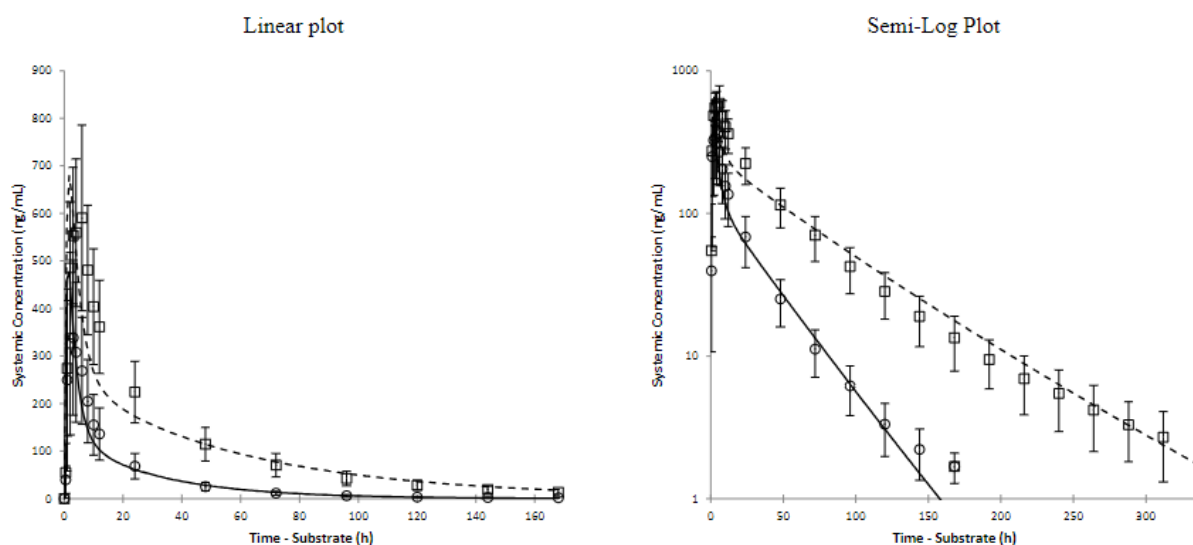 Linear plot
Semi-Log Plot
900
800
700
600
500
400
300
200
100
0
Systemic Concentration (ng/mL)
0 20 40 60 80 100 120 140 160
Time - Substrate (h)
1000
100
10
1
Systemic Concentration (ng/mL)
0 50 100 150 200 250 300
Time - Substrate (h)